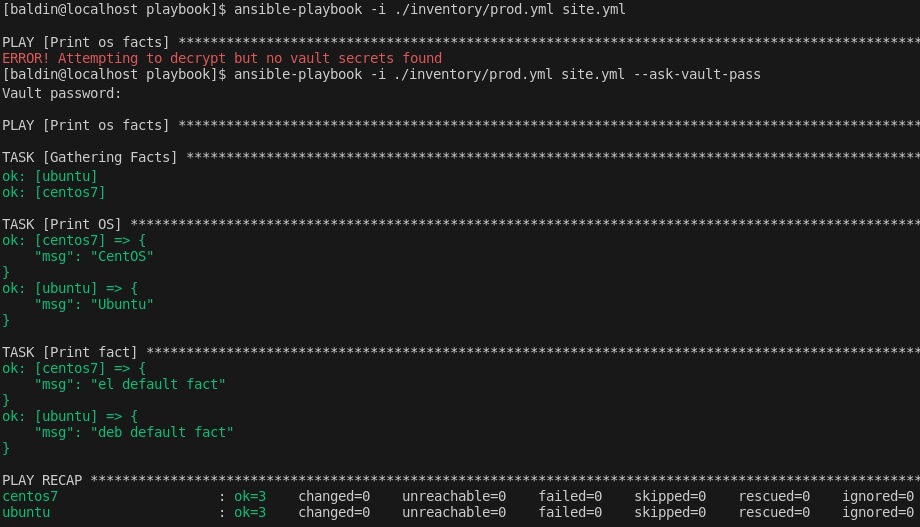 [baldin@localhost playbook]$ ansible-playbook -i ./inventory/prod.yml site.yml
PLAY [Print os facts] *********************************************************************************************
ERROR! Attempting to decrypt but no vault secrets found
[baldin@localhost playbook]$ ansible-playbook -i ./inventory/prod.yml site.yml --ask-vault-pass
Vault password:
PLAY [Print os facts] *********************************************************************************************
TASK [Gathering Facts] ********************************************************************************************
ok: [ubuntu]
ok: [centos7]
TASK [Print OS] ***************************************************************************************************
ok: [centos7] => {
    "msg": "CentOS"
}
ok: [ubuntu] => {
    "msg": "Ubuntu"
}
TASK [Print fact] *************************************************************************************************
ok: [centos7] => {
    "msg": "el default fact"
}
ok: [ubuntu] => {
    "msg": "deb default fact"
}
PLAY RECAP ********************************************************************************************************
centos7                    : ok=3    changed=0    unreachable=0    failed=0    skipped=0    rescued=0    ignored=0
ubuntu                     : ok=3    changed=0    unreachable=0    failed=0    skipped=0    rescued=0    ignored=0